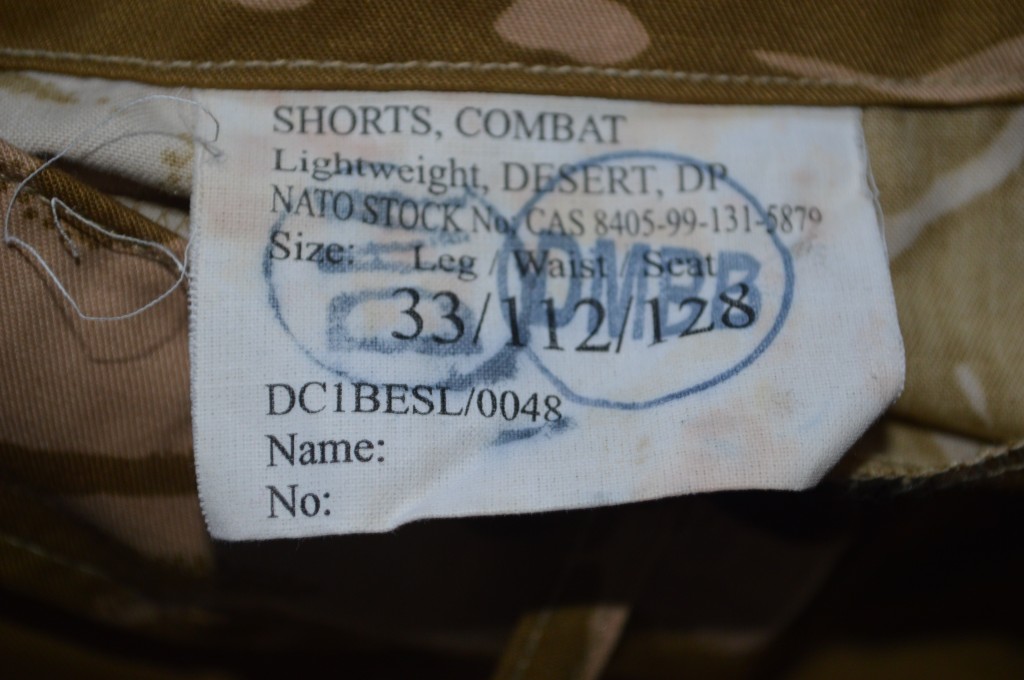 SHORTS, COMBAT
Lightweight, DESERT, DP
NATO STOCK No. CAS 8405-99-131-5879
Size: Leg / Waist / Seat
33/112/128
DMBB
DC1BESL/0048
Name:
No: